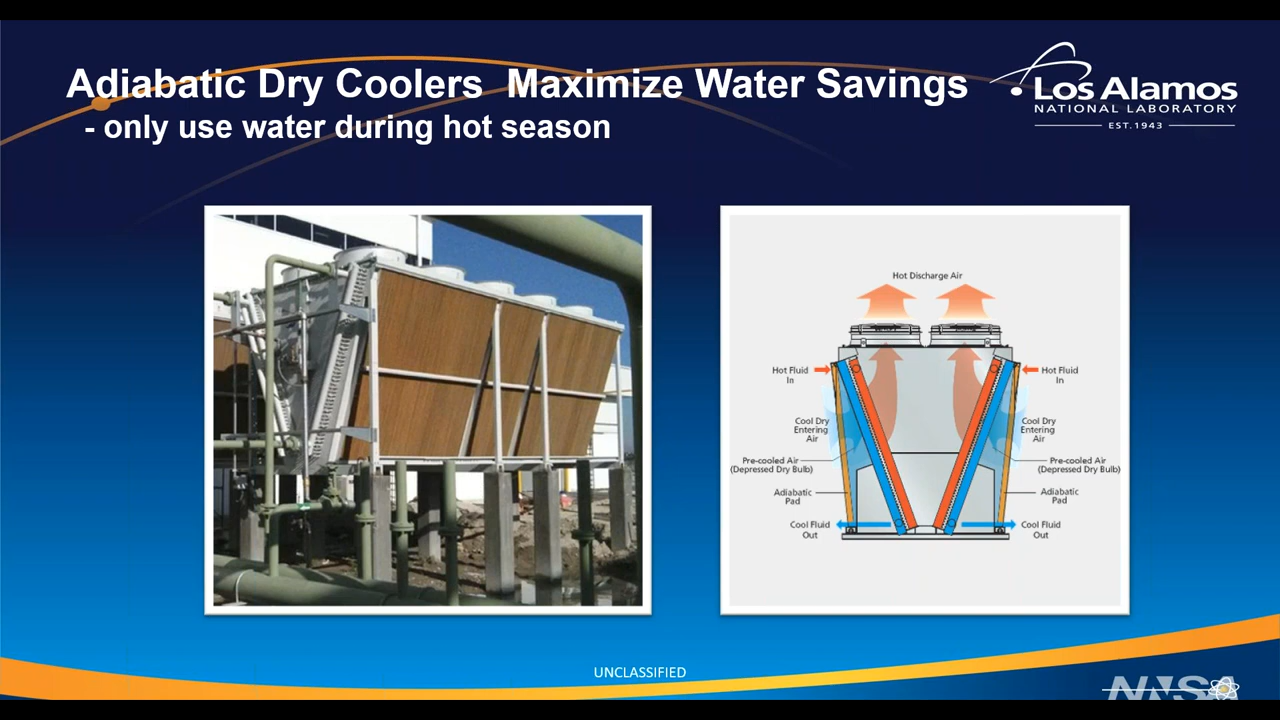 Adiabatic Dry Coolers  Maximize Water Savings
- only use water during hot season
Los Alamos
NATIONAL LABORATORY
EST. 1943
Hot Discharge Air
Hot Fluid
In
Hot Fluid
In
Cool Dry
Entering
Air
Cool Dry
Entering
Air
Pre-cooled Air
(Depressed Dry Bulb)
Pre-cooled Air
(Depressed Dry Bulb)
Adiabatic
Pad
Adiabatic
Pad
Cool Fluid
Out
Cool Fluid
Out
UNCLASSIFIED
NNSA